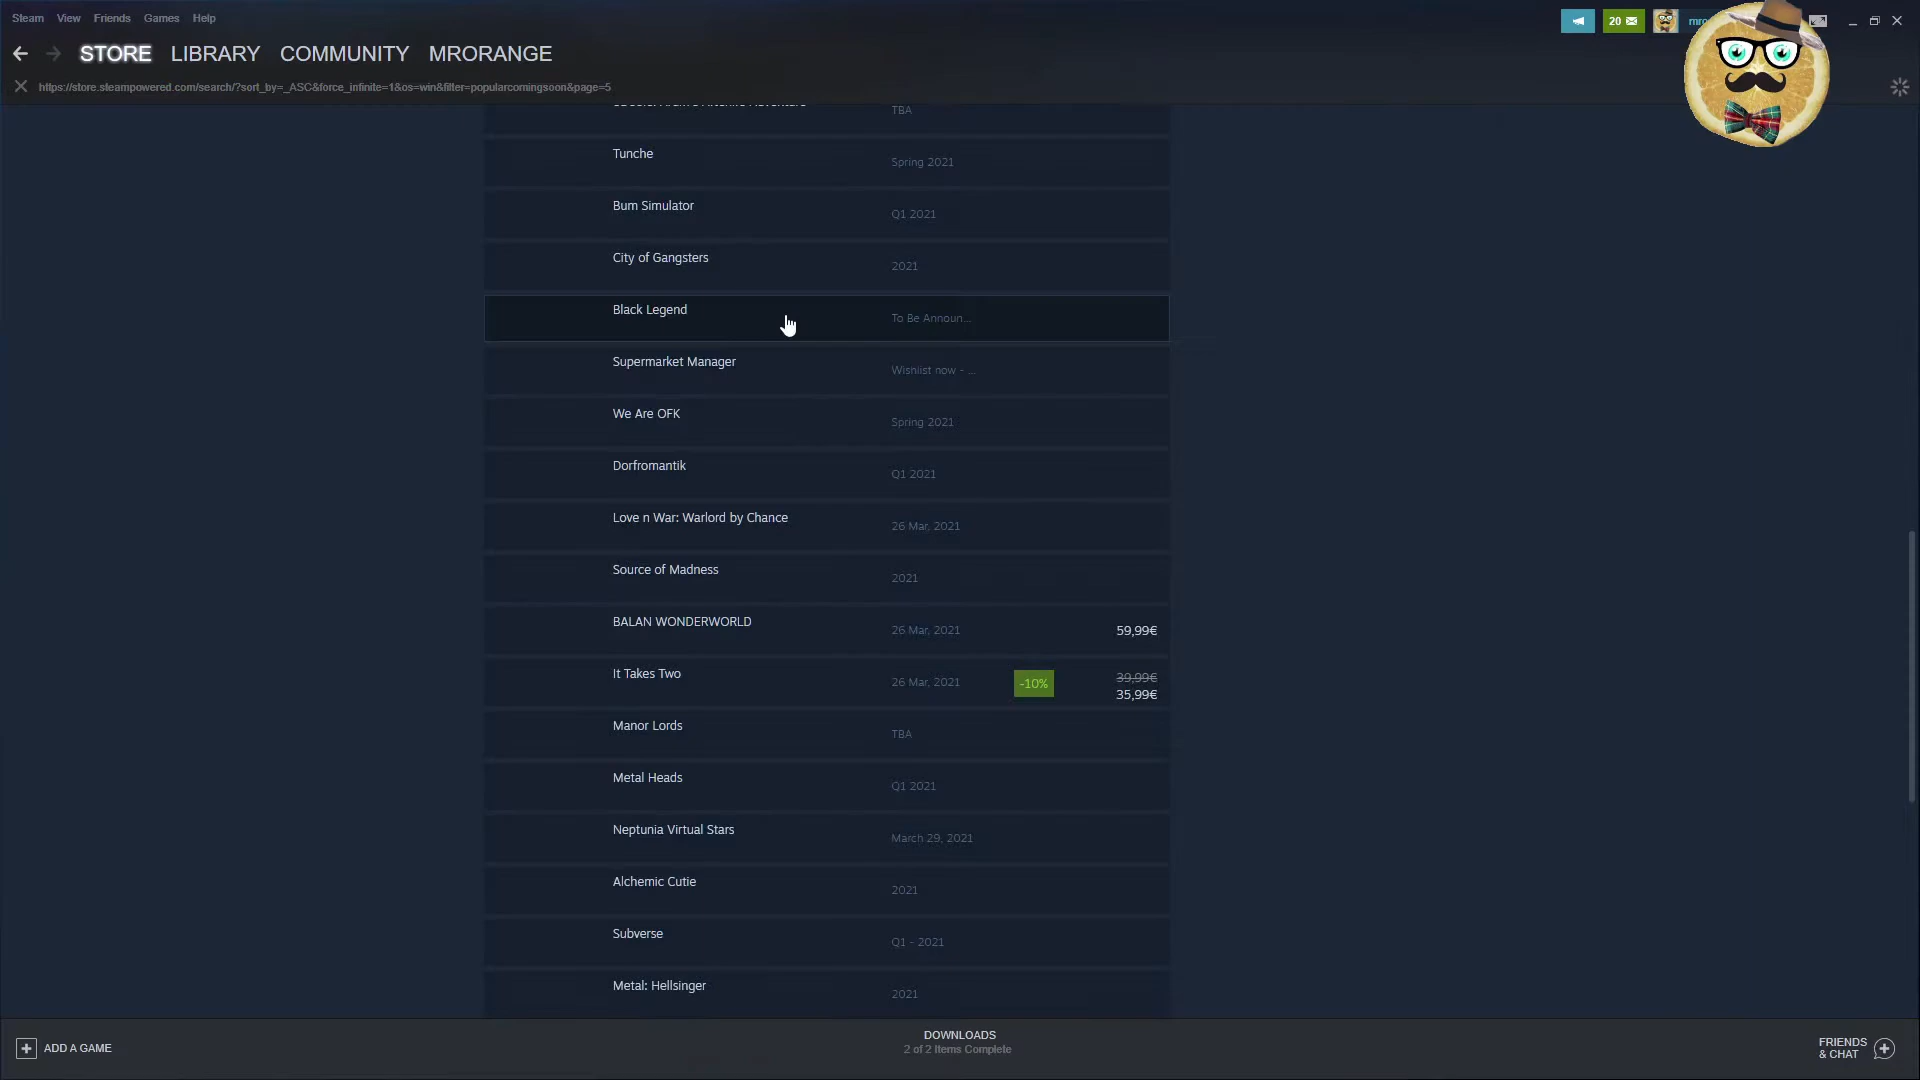 Steam View Friends Games Help
20
STORE LIBRARY COMMUNITY MRORANGE
https://store.steampowered.com/search/?sort_by=_ASC&force_infinite=1&os=win&filter=popularcomingsoon&page=5
TBA
Tunche
Spring 2021
Bum Simulator
Q1 2021
City of Gangsters
2021
Black Legend
To Be Announ...
Supermarket Manager
Wishlist now - ...
We Are OFK
Spring 2021
Dorfromantik
Q1 2021
Love n War: Warlord by Chance
26 Mar, 2021
Source of Madness
2021
BALAN WONDERWORLD
26 Mar, 2021 59,99€
It Takes Two
26 Mar, 2021 -10% 39,99€
35,99€
Manor Lords
TBA
Metal Heads
Q1 2021
Neptunia Virtual Stars
March 29, 2021
Alchemic Cutie
2021
Subverse
Q1 - 2021
Metal: Hellsinger
2021
ADD A GAME
DOWNLOADS
2 of 2 Items Complete
FRIENDS
& CHAT